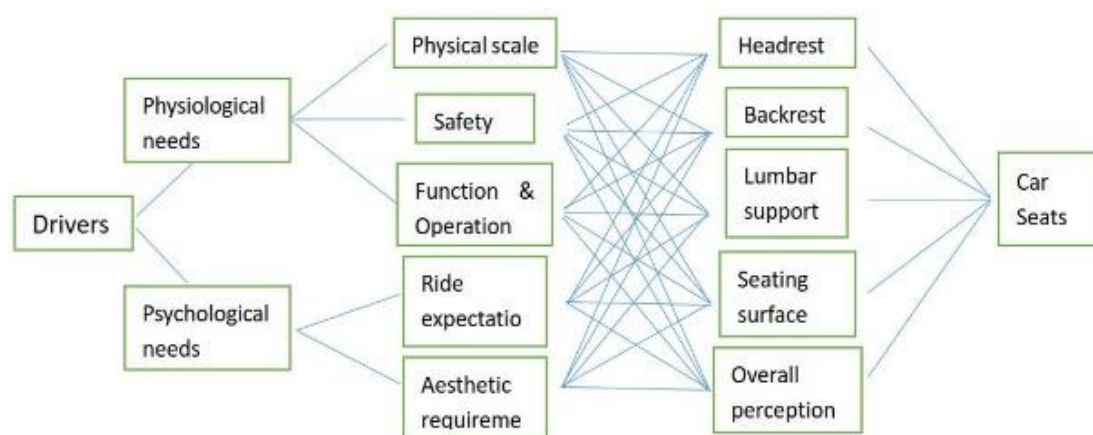 Drivers
Physiological
needs
Psychological
needs
Physical scale
Safety
Function & 
Operation
Ride
expectatio
Aesthetic
requireme
Headrest
Backrest
Lumbar
support
Seating
surface
Overall
perception
Car
Seats